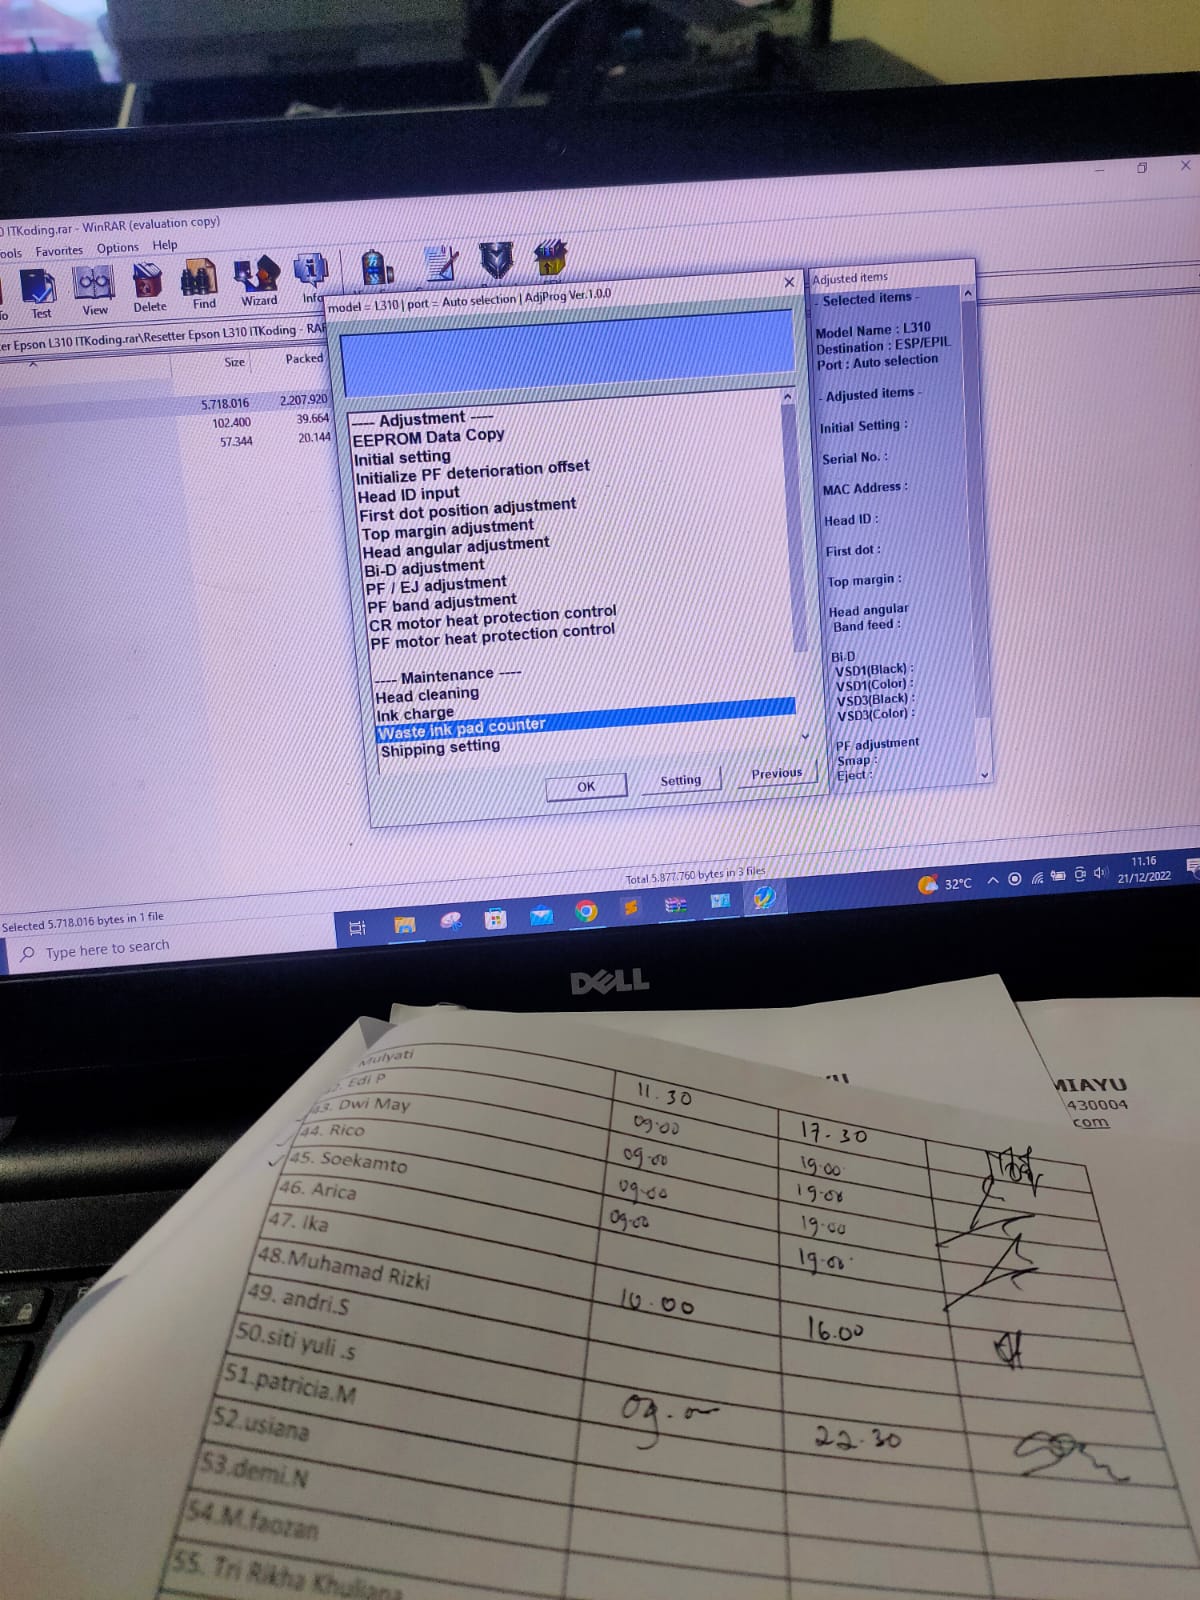 0 ITKoding.rar - WinRAR (evaluation copy)
ools Favorites Options Help
To Test View Delete Find Wizard Info
er Epson L310 ITKoding.rar\Resetter Epson L310 ITKoding - RAR
Size Packed
5.718.016 2.207.920
102.400 39.664
57.344 20.144
model = L310 | port = Auto selection | AdjProg Ver.1.0.0
---- Adjustment ----
EEPROM Data Copy
Initial setting
Initialize PF deterioration offset
Head ID input
First dot position adjustment
Top margin adjustment
Head angular adjustment
Bi-D adjustment
PF / EJ adjustment
PF band adjustment
CR motor heat protection control
PF motor heat protection control
---- Maintenance ----
Head cleaning
Ink charge
Waste ink pad counter
Shipping setting
OK Setting Previous
Adjusted items
- Selected items -
Model Name : L310
Destination : ESP/EPIL
Port : Auto selection
- Adjusted items -
Initial Setting :
Serial No. :
MAC Address :
Head ID :
First dot :
Top margin :
Head angular
Band feed :
Bi-D
VSD1(Black) :
VSD1(Color) :
VSD3(Black) :
VSD3(Color) :
PF adjustment
Smap :
Eject :
Total 5.877.760 bytes in 3 files
Selected 5.718.016 bytes in 1 file
32°C
11.16
21/12/2022
Type here to search
DELL
MIAYU
430004
com
Mulyati 11.30 17.30
Edi P 09.00 19.00
43. Dwi May 09.00 19.00
44. Rico 09.00 19.00
45. Soekamto 09.00 19.00
46. Arica
47. Ika 10.00 16.00
48.Muhamad Rizki
49. andri.S
50.siti yuli .s 09.00 22.30
51.patricia.M
52.usiana
53.demi.N
54.M.faozan
55. Tri Rikha Khuliana